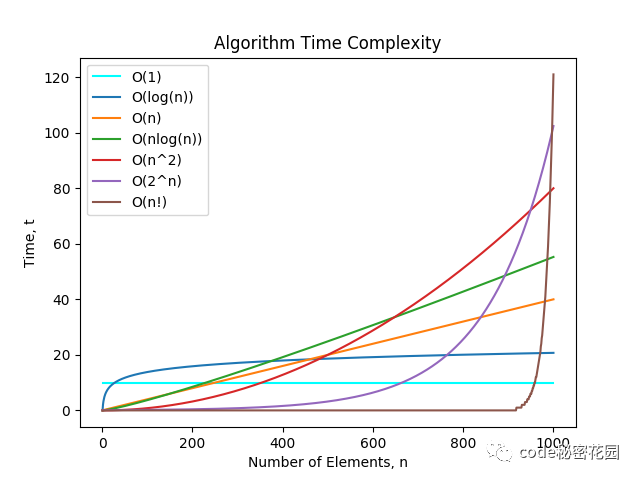 Algorithm Time Complexity
O(1)
O(log(n))
O(n)
O(nlog(n))
O(n^2)
O(2^n)
O(n!)
120
100
80
60
40
20
0
Time, t
0
200
400
600
800
1000
Number of Elements, n
code秘密花园